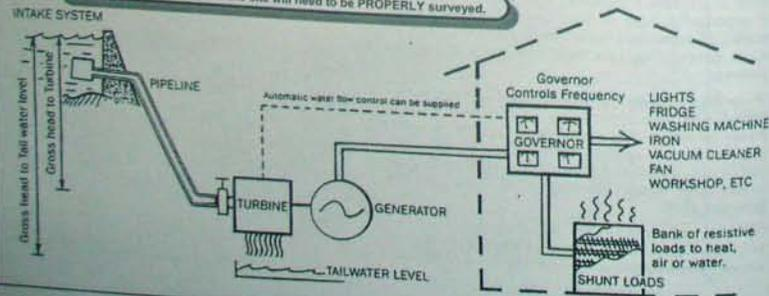 site will need to be PROPERLY surveyed.
INTAKE SYSTEM
Gross head to Tail water level
Gross head to Turbine
PIPELINE
Automatic water flow control can be supplied
TURBINE
GENERATOR
TAILWATER LEVEL
Governor
Controls Frequency
GOVERNOR
LIGHTS
FRIDGE
WASHING MACHINE
IRON
VACUUM CLEANER
FAN
WORKSHOP, ETC
Bank of resistive
loads to heat,
air or water.
SHUNT LOADS